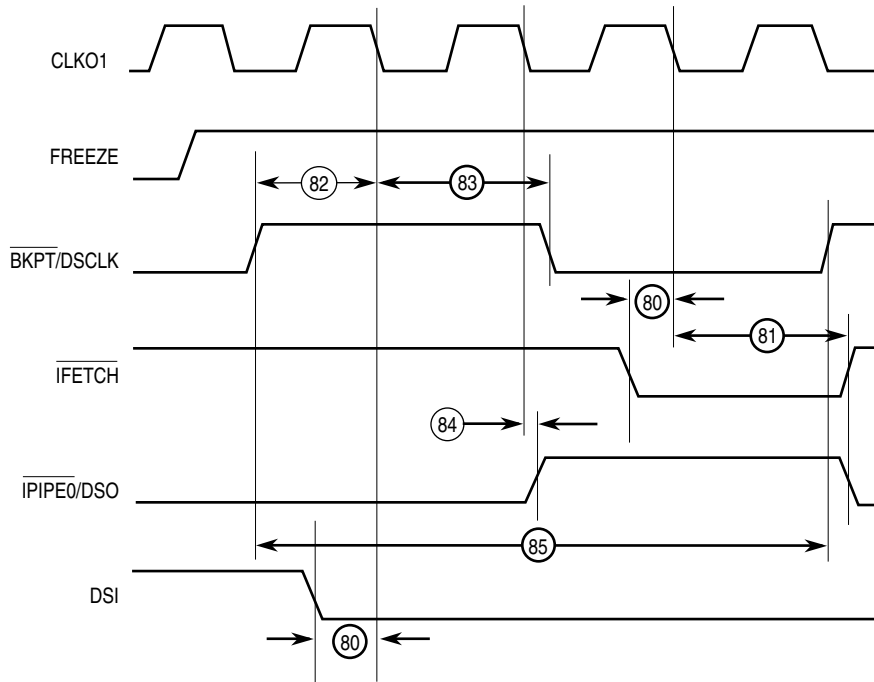 CLKO1
FREEZE
82
83
BKPT/DSCLK
80
81
IFETCH
84
IPIPE0/DSO
85
DSI
80